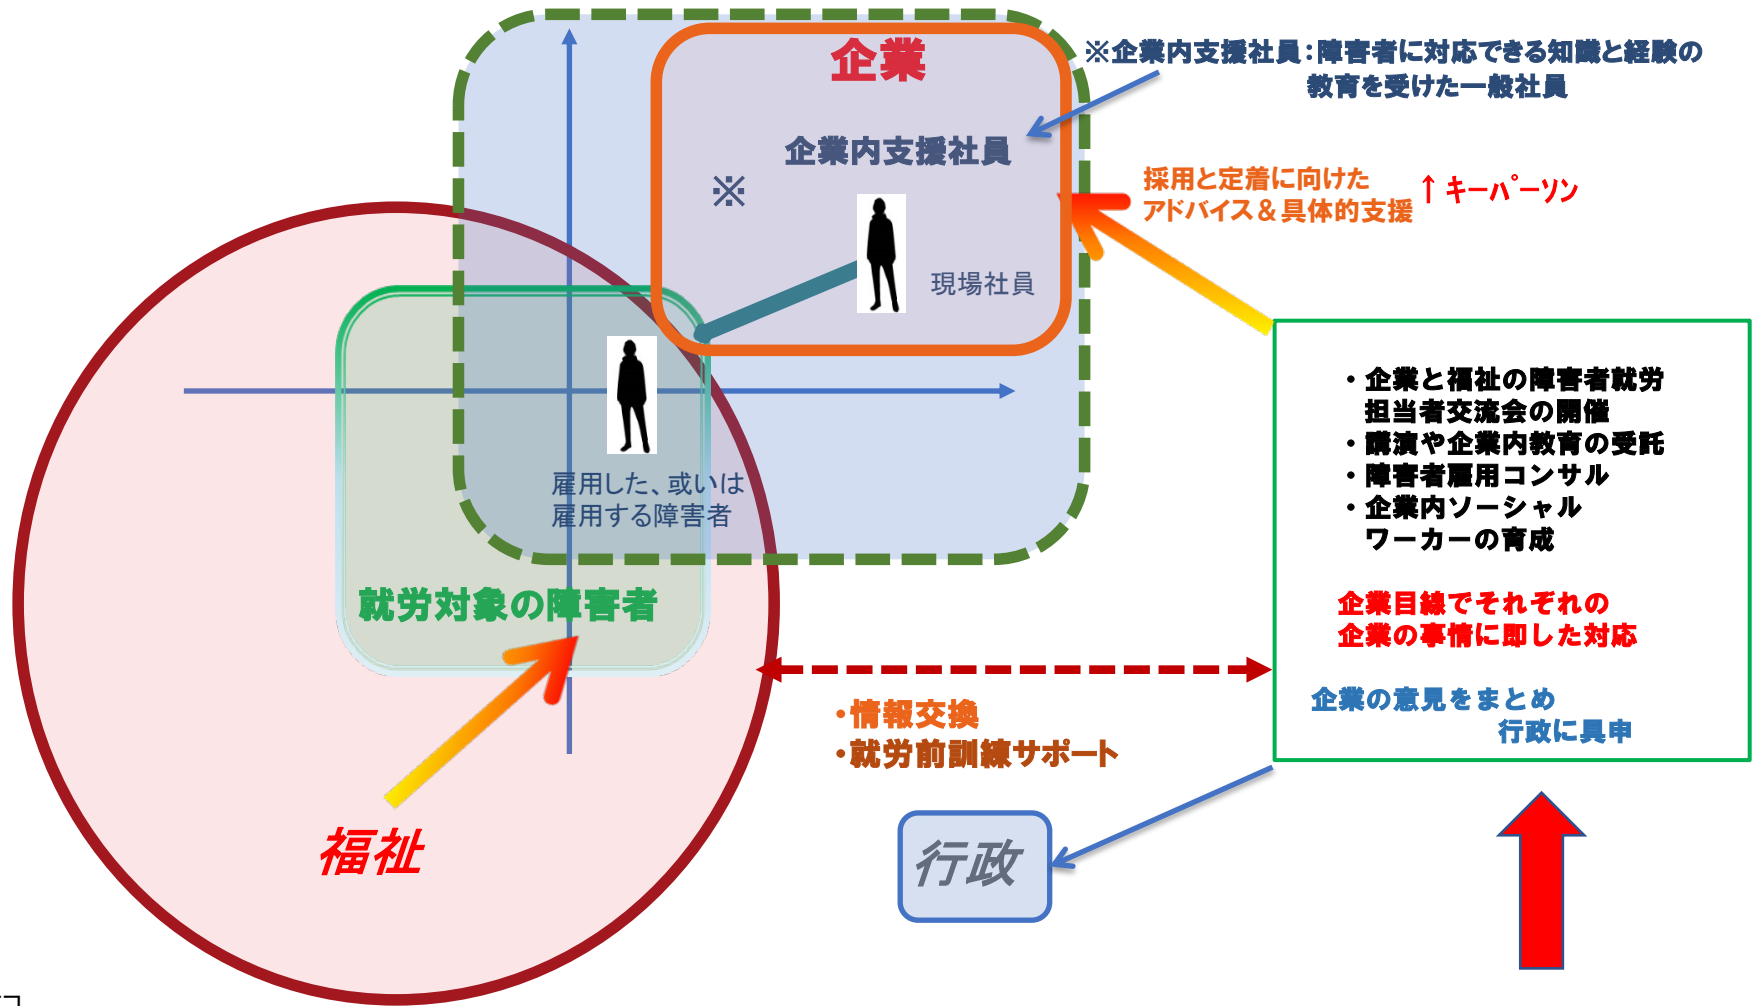 企業
※企業内支援社員：障害者に対応できる知識と経験の
教育を受けた一般社員
企業内支援社員
※
採用と定着に向けた
アドバイス＆具体的支援
↑キーパーソン
現場社員
雇用した、或いは
雇用する障害者
就労対象の障害者
福祉
・企業と福祉の障害者就労
担当者交流会の開催
・講演や企業内教育の受託
・障害者雇用コンサル
・企業内ソーシャル
ワーカーの育成
企業目線でそれぞれの
企業の事情に即した対応
企業の意見をまとめ
行政に具申
・情報交換
・就労前訓練サポート
行政